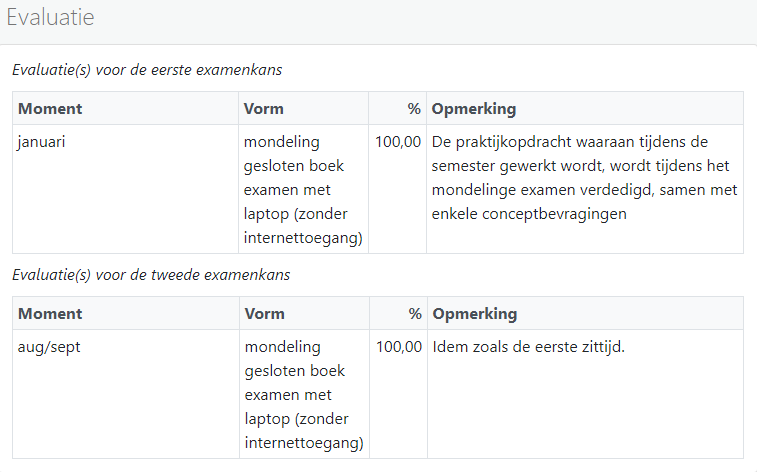 Evaluatie
Evaluatie(s) voor de eerste examenkans
Moment Vorm % Opmerking
januari mondeling 100,00 De praktijkopdracht waaraan tijdens de
gesloten boek semester gewerkt wordt, wordt tijdens het
examen met mondelinge examen verdedigd, samen met
laptop (zonder enkele conceptbevragingen
internettoegang)
Evaluatie(s) voor de tweede examenkans
Moment Vorm % Opmerking
aug/sept mondeling 100,00 Idem zoals de eerste zittijd.
gesloten boek
examen met
laptop (zonder
internettoegang)